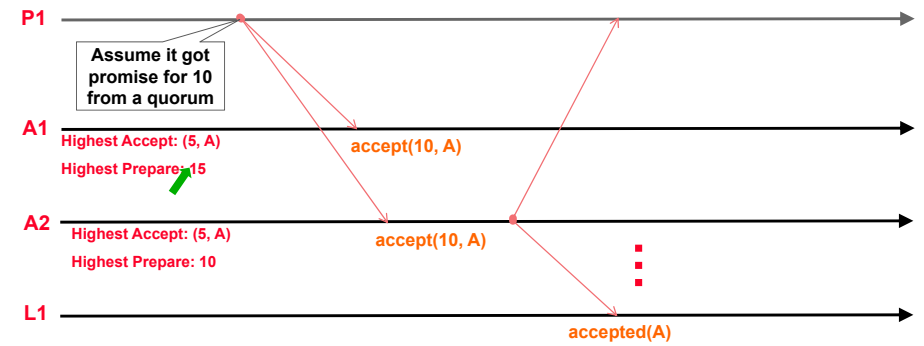 P1
Assume it got
promise for 10
from a quorum
A1
Highest Accept: (5, A)
accept(10, A)
Highest Prepare: 15
A2
Highest Accept: (5, A)
accept(10, A)
Highest Prepare: 10
L1
accepted(A)